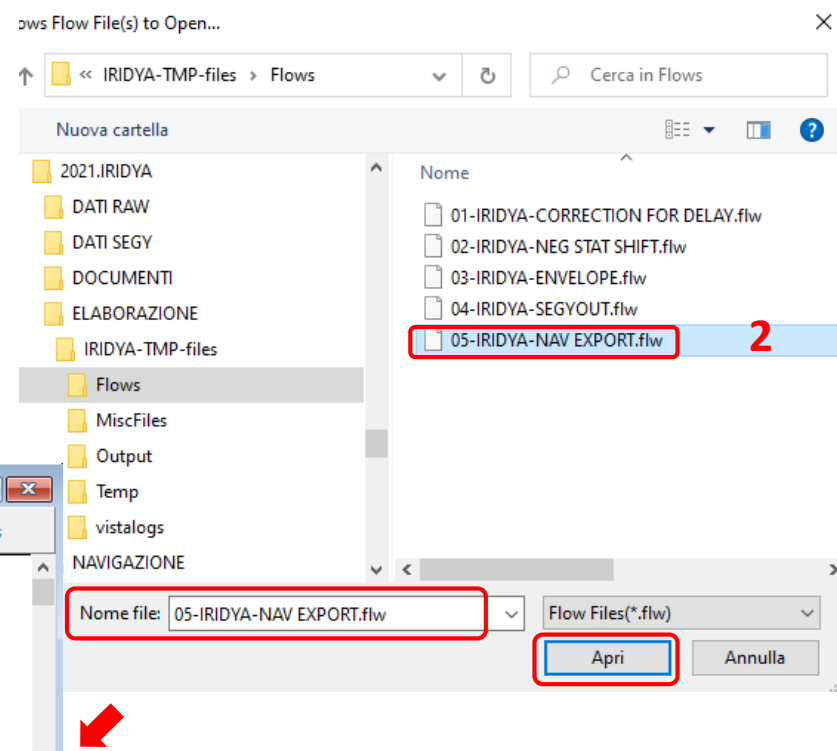 ows Flow File(s) to Open...
« IRIDYA-TMP-files › Flows
Cerca in Flows
Nuova cartella
2021.IRIDYA
DATI RAW
DATI SEGY
DOCUMENTI
ELABORAZIONE
IRIDYA-TMP-files
Flows
MiscFiles
Output
Temp
vistalogs
NAVIGAZIONE
Nome
01-IRIDYA-CORRECTION FOR DELAY.flw
02-IRIDYA-NEG STAT SHIFT.flw
03-IRIDYA-ENVELOPE.flw
04-IRIDYA-SEGYOUT.flw
05-IRIDYA-NAV EXPORT.flw 2
s
Nome file: 05-IRIDYA-NAV EXPORT.flw
Flow Files(*.flw)
Apri
Annulla